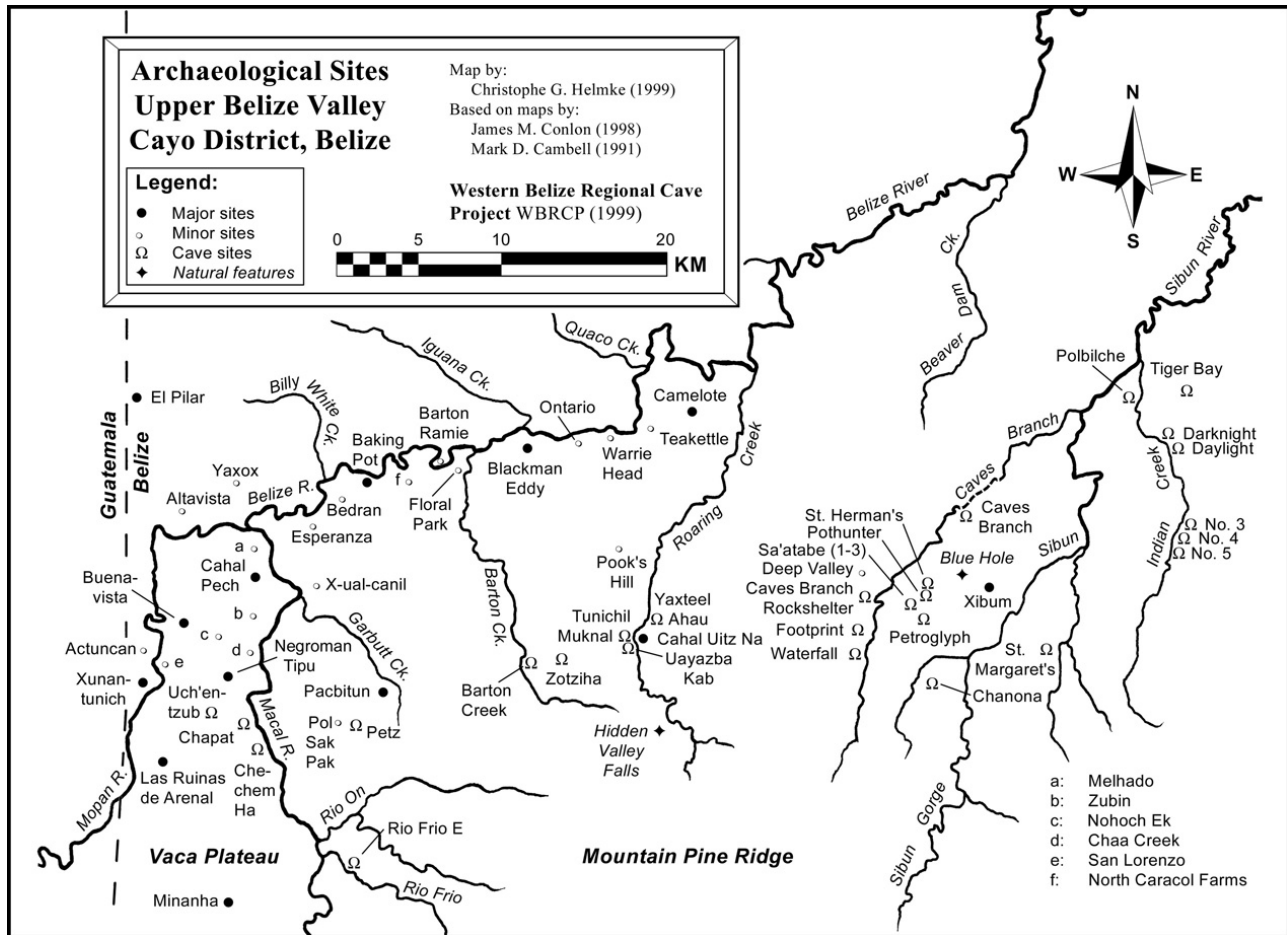 Archaeological Sites
Upper Belize Valley
Cayo District, Belize
Map by:
Christophe G. Helmke (1999)
Based on maps by:
James M. Conlon (1998)
Mark D. Cambell (1991)
Western Belize Regional Cave
Project WBRCP (1999)
Legend:
Major sites
Minor sites
Ω Cave sites
Natural features
0 5 10 20
KM
N
W E
S
Belize River
Beaver Dam Ck.
Sibun River
Quaco Ck.
Iguana Ck.
Billy White Ck.
Guatemala
Belize
El Pilar
Yaxox
Altavista
Belize R.
Baking
Pot
Bedran
Esperanza
f
Barton
Ramie
Floral
Park
Blackman
Eddy
Ontario
Warrie
Head
Camelote
Teakettle
Roaring Creek
Polbilche
Tiger Bay
Darknight
Daylight
Indian Creek
No. 3
No. 4
No. 5
Caves Branch
Caves
Branch
Blue Hole
Sibun
Xibum
St. Herman's
Pothunter
Sa'atabe (1-3)
Deep Valley
Caves Branch
Rockshelter
Footprint
Waterfall
Petroglyph
St.
Margaret's
Chanona
a
Cahal
Pech
b
c
d
e
Buena-
vista
Actuncan
Xunan-
tunich
X-ual-canil
Garbutt Ck.
Negroman
Tipu
Uch'en-
tzub
Chapat
Che-
chem
Ha
Macal R.
Pacbitun
Pol
Sak
Pak
Petz
Las Ruinas
de Arenal
Mopan R.
Barton Ck.
Barton
Creek
Zotziha
Pook's
Hill
Tunichil
Muknal
Yaxteel
Ahau
Cahal Uitz Na
Uayazba
Kab
Hidden
Valley
Falls
Rio On
Rio Frio E
Rio Frio
Vaca Plateau
Minanha
Mountain Pine Ridge
Sibun Gorge
a: Melhado
b: Zubin
c: Nohoch Ek
d: Chaa Creek
e: San Lorenzo
f: North Caracol Farms